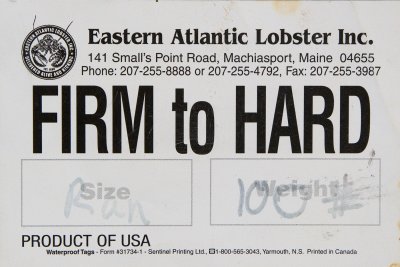 Eastern Atlantic Lobster Inc.
141 Small's Point Road, Machiasport, Maine 04655
Phone: 207-255-8888 or 207-255-4792, Fax: 207-255-3987
FIRM to HARD
Size Weight
Run 100 #
PRODUCT OF USA
Waterproof Tags - Form #31734-1 - Sentinel Printing Ltd., 1-800-565-3043, Yarmouth, N.S. Printed in Canada